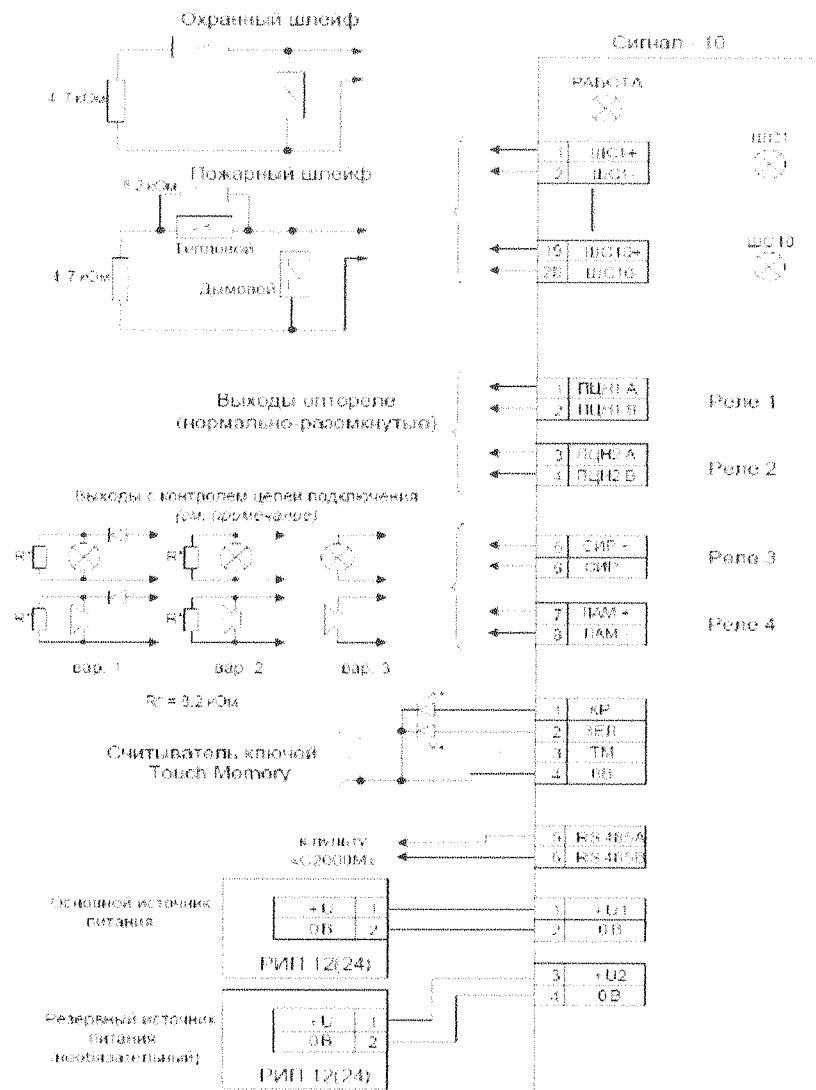 Охранный шлейф
4,7 кОм
Пожарный шлейф
8.2 кОм
Тепловой
4,7 кОм
Дымовой
Сигнал - 10
РАБОТА
1 ШС1+
2 ШС1-
ШС1
19 ШС10+
20 ШС10-
ШС10
Выходы оптореле
(нормально-разомкнутые)
1 ПЦН1 А
2 ПЦН1 В
Реле 1
3 ПЦН2 А
4 ПЦН2 В
Реле 2
Выходы с контролем цепей подключения
(см. примечание)
R* R*
R* R*
вар. 1 вар. 2 вар. 3
R* = 8.2 кОм
5 СИР +
6 СИР -
Реле 3
7 ЛАМ +
8 ЛАМ -
Реле 4
Считыватель ключей
Touch Memory
1 КР
2 ЗЕЛ
3 ТМ
4 0В
к пульту
«С2000М»
5 RS 485A
6 RS 485B
Основной источник
питания
+U 1
0В 2
РИП 12(24)
1 +U1
2 0В
3 +U2
4 0В
Резервный источник
питания
(необязательный)
+U 1
0В 2
РИП 12(24)